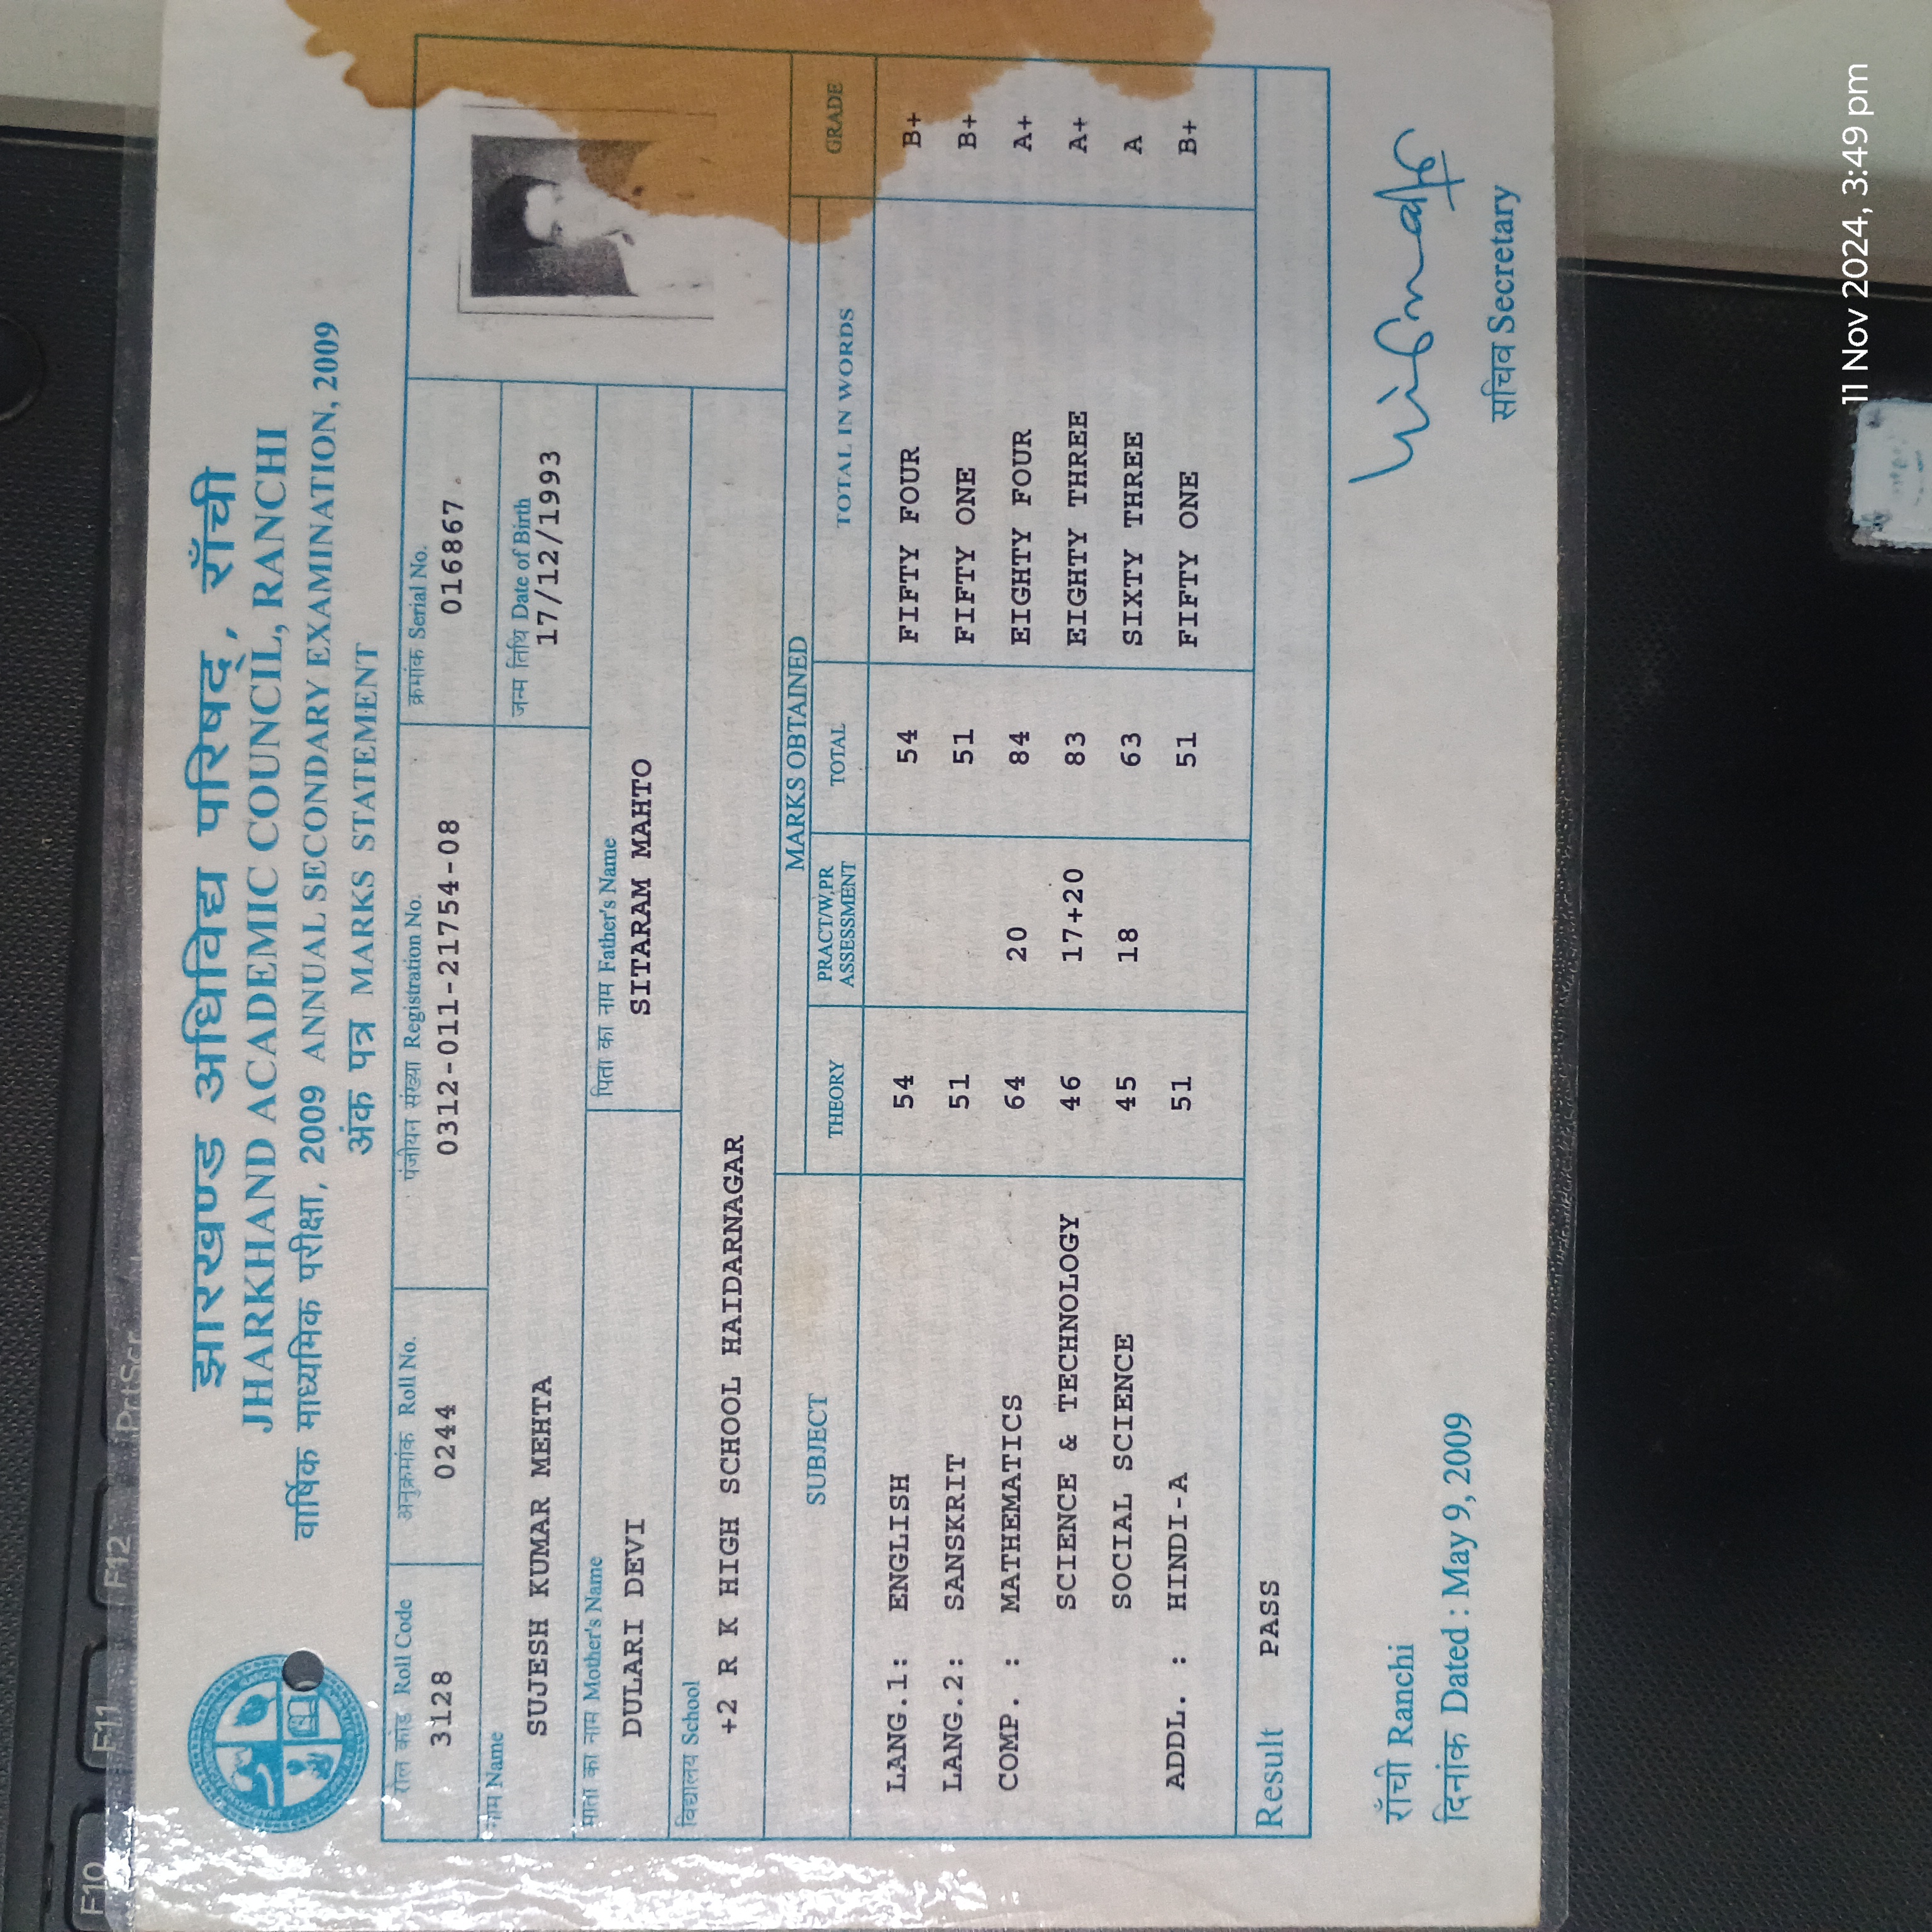 झारखण्ड अधिविद्य परिषद्, राँची
JHARKHAND ACADEMIC COUNCIL, RANCHI
वार्षिक माध्यमिक परीक्षा, 2009 ANNUAL SECONDARY EXAMINATION, 2009
अंक पत्र MARKS STATEMENT
रोल कोड Roll Code अनुक्रमांक Roll No. पंजीयन संख्या Registration No. क्रमांक Serial No.
3128 0244 0312-011-21754-08 016867
नाम Name जन्म तिथि Date of Birth
SUJESH KUMAR MEHTA 17/12/1993
माता का नाम Mother's Name पिता का नाम Father's Name
DULARI DEVI SITARAM MAHTO
विद्यालय School
+2 R K HIGH SCHOOL HAIDARNAGAR
SUBJECT MARKS OBTAINED GRADE
THEORY PRACT/W,PR ASSESSMENT TOTAL TOTAL IN WORDS
LANG.1: ENGLISH 54 54 FIFTY FOUR B+
LANG.2: SANSKRIT 51 51 FIFTY ONE B+
COMP. : MATHEMATICS 64 20 84 EIGHTY FOUR A+
SCIENCE & TECHNOLOGY 46 17+20 83 EIGHTY THREE A+
SOCIAL SCIENCE 45 18 63 SIXTY THREE A
ADDL. : HINDI-A 51 51 FIFTY ONE B+
Result PASS
राँची Ranchi
दिनांक Dated : May 9, 2009
सचिव Secretary
F10 F11 F12 PrtScr
11 Nov 2024, 3:49 pm